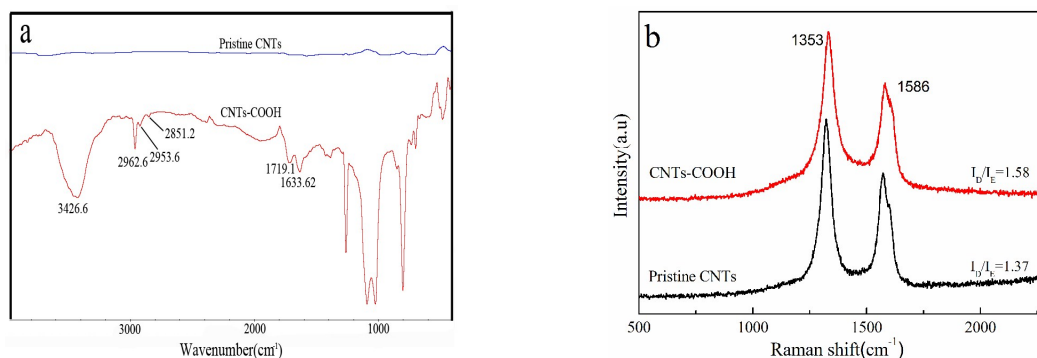 a
Pristine CNTs
CNTs-COOH
2851.2
2962.6
2953.6
1719.1
1633.62
3426.6
3000
2000
1000
Wavenumber(cm-1)
b
1353
1586
CNTs-COOH
ID/IE=1.58
Pristine CNTs
ID/IE=1.37
Intensity(a.u)
500
1000
1500
2000
Raman shift(cm-1)